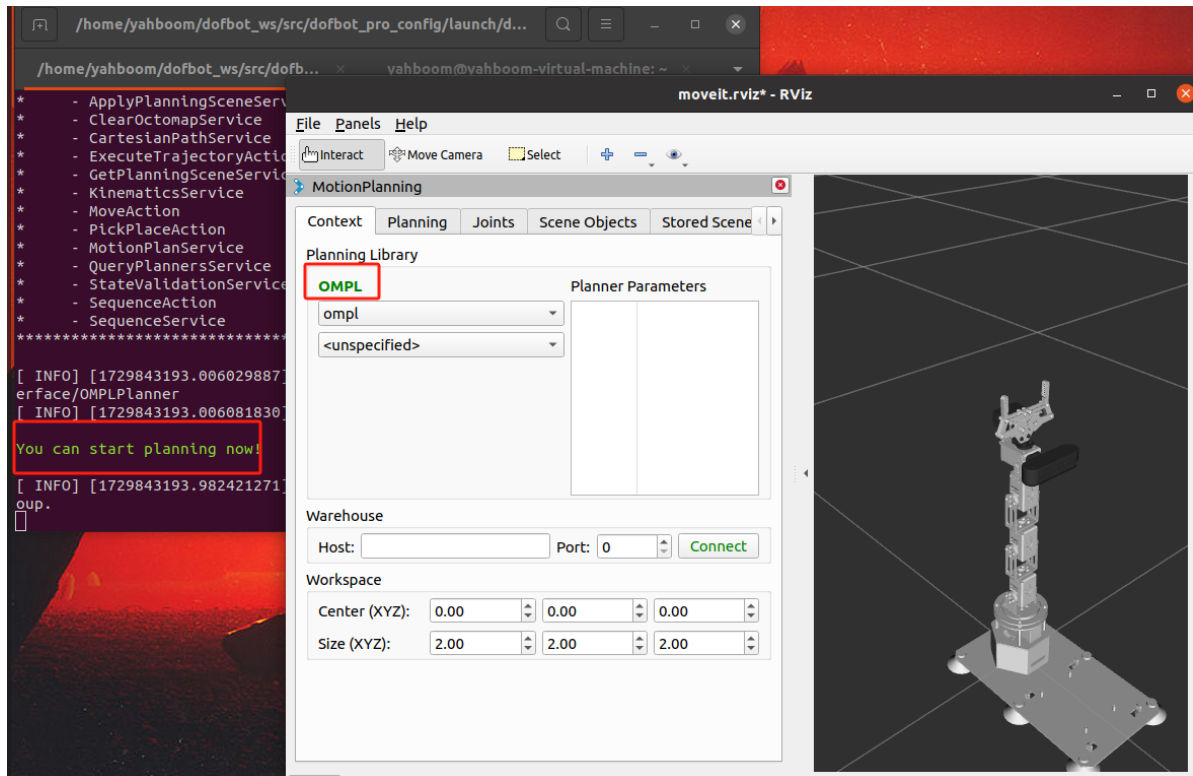 /home/yahboom/dofbot_ws/src/dofbot_pro_config/launch/d...
/home/yahboom/dofbot_ws/src/dofb...
yahboom@yahboom-virtual-machine: ~
* - ApplyPlanningSceneServ
* - ClearOctomapService
* - CartesianPathService
* - ExecuteTrajectoryActio
* - GetPlanningSceneServic
* - KinematicsService
* - MoveAction
* - PickPlaceAction
* - MotionPlanService
* - QueryPlannersService
* - StateValidationService
* - SequenceAction
* - SequenceService
*****************************
[ INFO] [1729843193.006029887]
erface/OMPLPlanner
[ INFO] [1729843193.006081830]
You can start planning now!
[ INFO] [1729843193.982421271]
oup.
moveit.rviz* - RViz
File Panels Help
Interact Move Camera Select
MotionPlanning
Context Planning Joints Scene Objects Stored Scene
Planning Library
OMPL Planner Parameters
ompl
<unspecified>
Warehouse
Host: Port: 0 Connect
Workspace
Center (XYZ): 0.00 0.00 0.00
Size (XYZ): 2.00 2.00 2.00